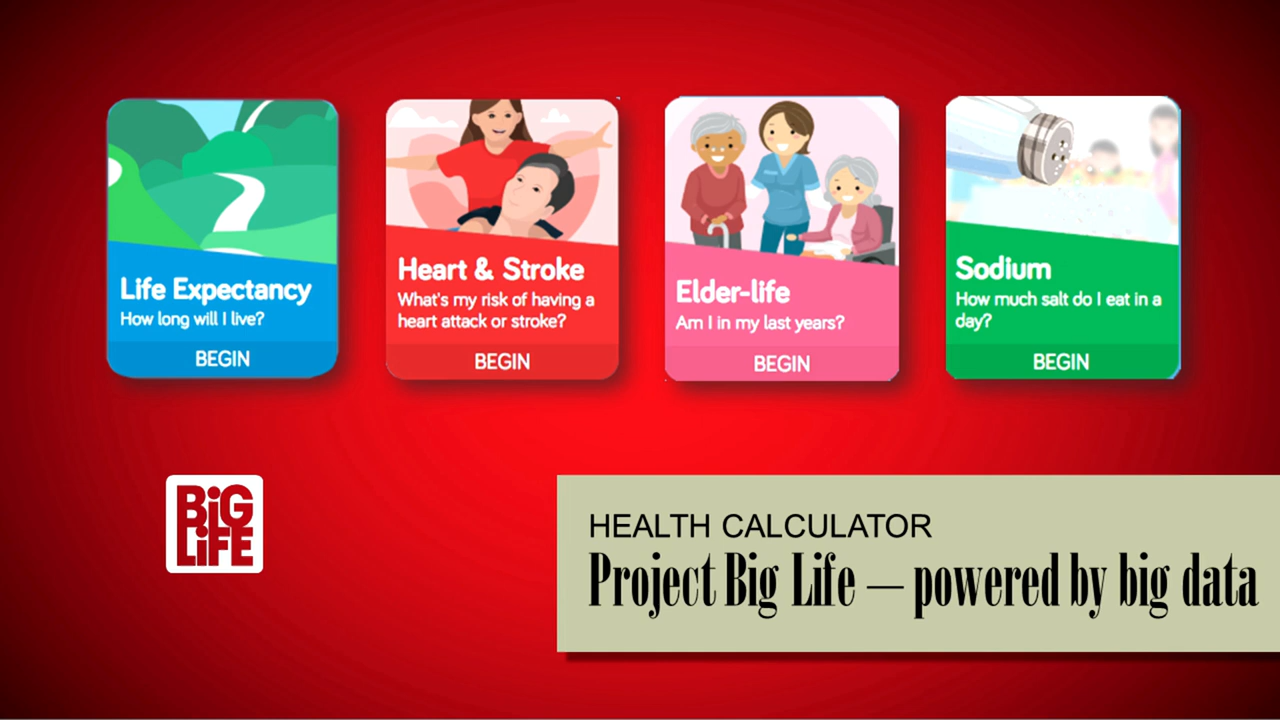 Life Expectancy
How long will I live?
BEGIN
Heart & Stroke
What's my risk of having a
heart attack or stroke?
BEGIN
Elder-life
Am I in my last years?
BEGIN
Sodium
How much salt do I eat in a
day?
BEGIN
BiG
LiFE
HEALTH CALCULATOR
Project Big Life — powered by big data